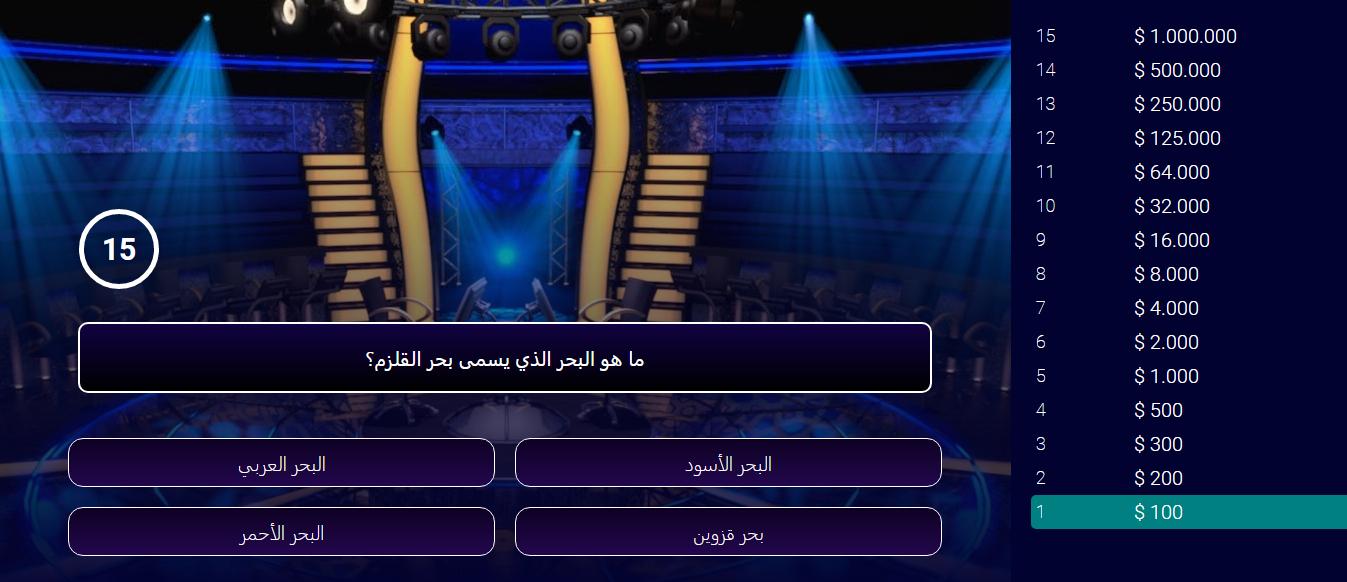 15
ما هو البحر الذي يسمى بحر القلزم؟
البحر الأسود
البحر العربي
بحر قزوين
البحر الأحمر
15 $ 1.000.000
14 $ 500.000
13 $ 250.000
12 $ 125.000
11 $ 64.000
10 $ 32.000
9 $ 16.000
8 $ 8.000
7 $ 4.000
6 $ 2.000
5 $ 1.000
4 $ 500
3 $ 300
2 $ 200
1 $ 100